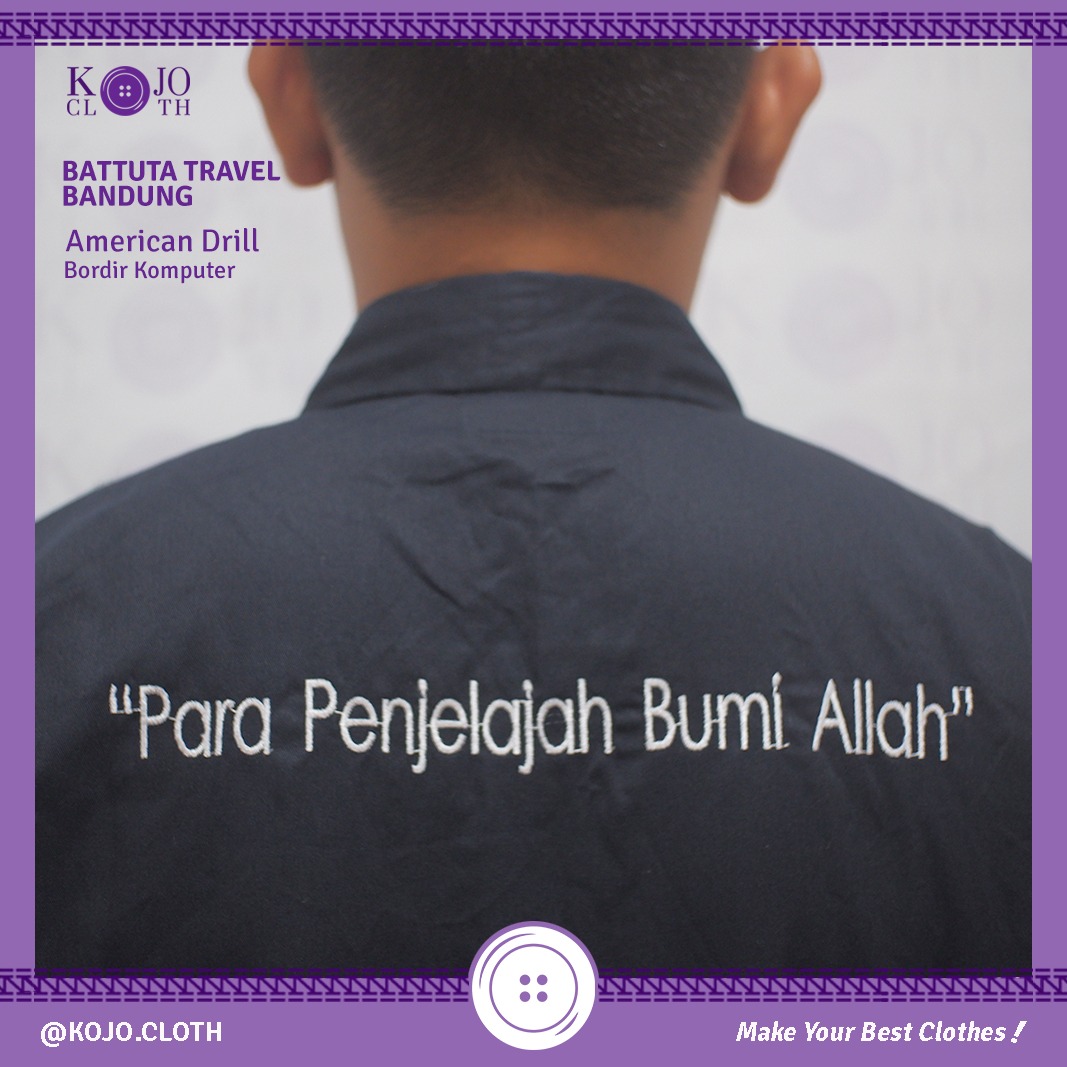 KOJO
CLOTH
BATTUTA TRAVEL
BANDUNG
American Drill
Bordir Komputer
“Para Penjelajah Bumi Allah”
@KOJO.CLOTH
Make Your Best Clothes !